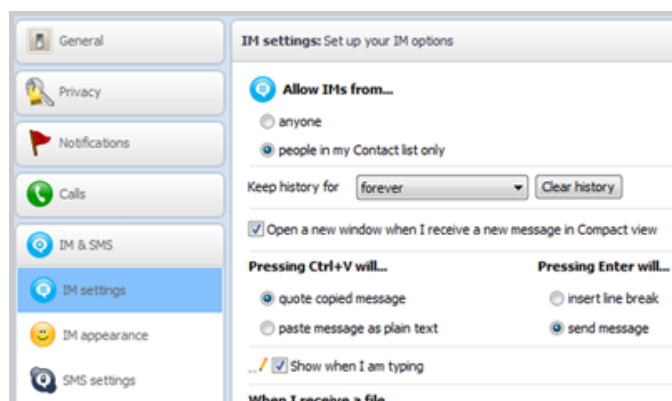 General
Privacy
Notifications
Calls
IM & SMS
IM settings
IM appearance
SMS settings
IM settings: Set up your IM options
Allow IMs from...
anyone
people in my Contact list only
Keep history for forever Clear history
Open a new window when I receive a new message in Compact view
Pressing Ctrl+V will... Pressing Enter will...
quote copied message insert line break
paste message as plain text send message
Show when I am typing
When I receive a file